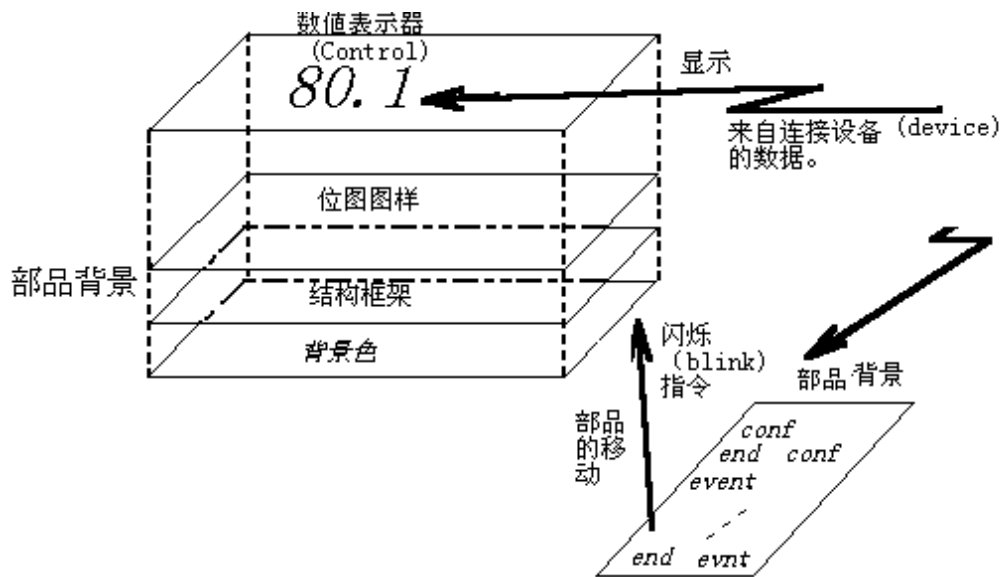 数值表示器
(Control)
80.1
显示
来自连接设备 (device)
的数据。
位图图样
部品背景
结构框架
背景色
闪烁
(blink)
指令
部品 背景
部品
的移
动
conf
end conf
event
end evnt